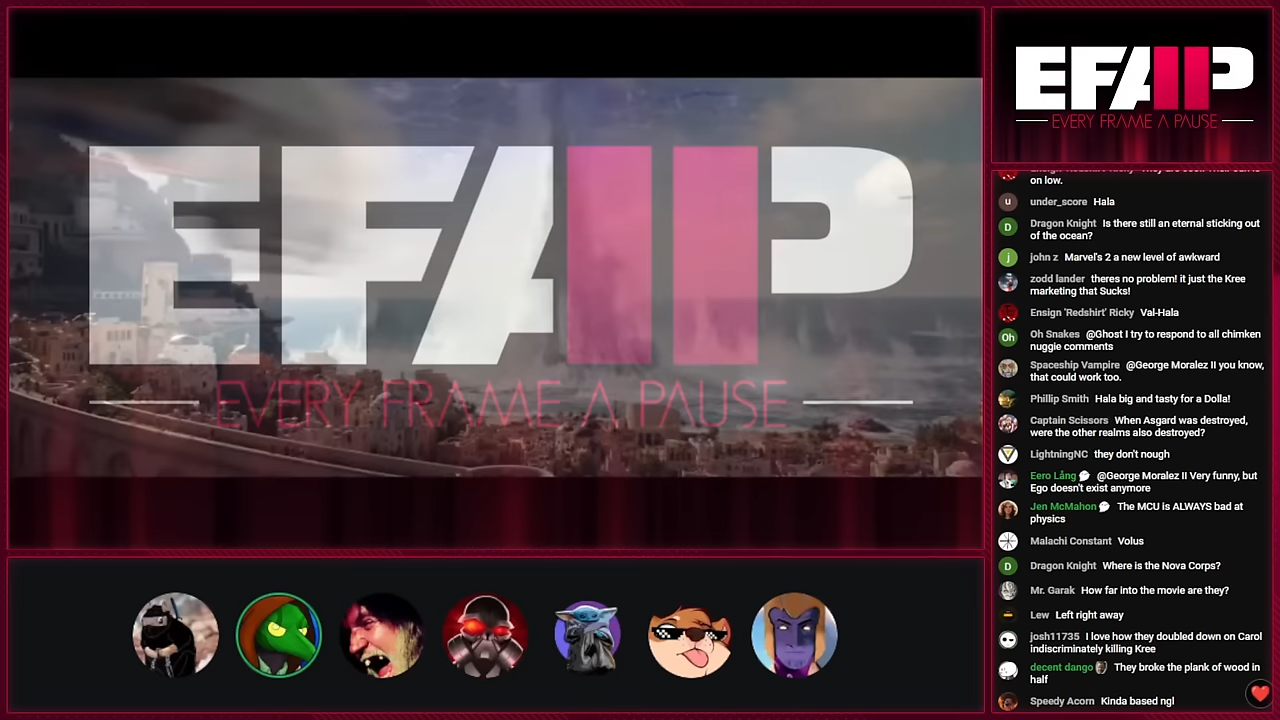 EFAP
EVERY FRAME A PAUSE
EFAP
EVERY FRAME A PAUSE
on low.
under_score Hala
Dragon Knight Is there still an eternal sticking out
of the ocean?
john z Marvel's 2 a new level of awkward
zodd lander theres no problem! it just the Kree
marketing that Sucks!
Ensign 'Redshirt' Ricky Val-Hala
Oh Snakes @Ghost I try to respond to all chimken
nuggie comments
Spaceship Vampire @George Moralez II you know,
that could work too.
Phillip Smith Hala big and tasty for a Dolla!
Captain Scissors When Asgard was destroyed,
were the other realms also destroyed?
LightningNC they don't nough
Eero Lång @George Moralez II Very funny, but
Ego doesn't exist anymore
Jen McMahon The MCU is ALWAYS bad at
physics
Malachi Constant Volus
Dragon Knight Where is the Nova Corps?
Mr. Garak How far into the movie are they?
Lew Left right away
josh11735 I love how they doubled down on Carol
indiscriminately killing Kree
decent dango They broke the plank of wood in
half
Speedy Acorn Kinda based ngl